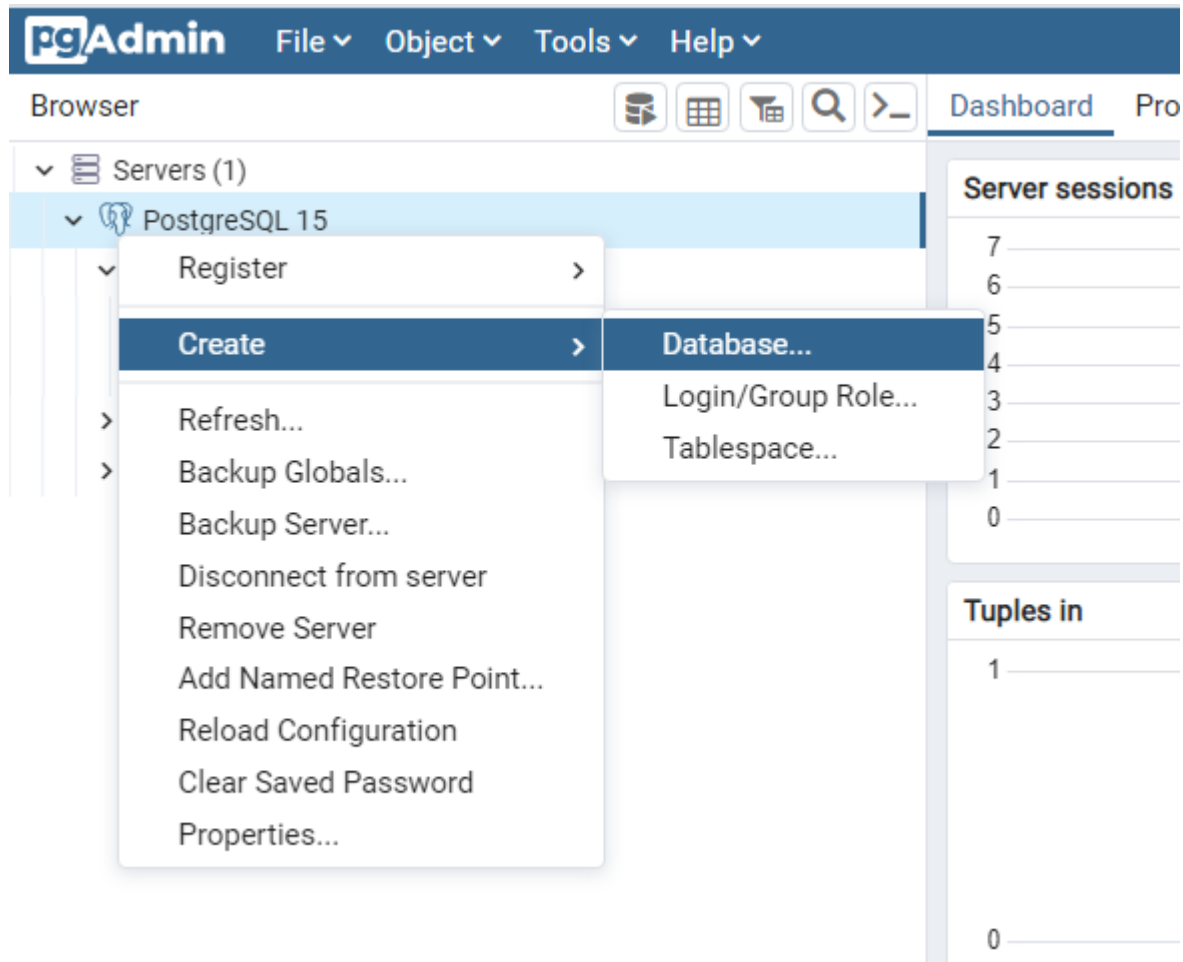 pgAdmin File Object Tools Help
Browser
Dashboard Pro
Servers (1)
PostgreSQL 15
Register
Create
Refresh...
Backup Globals...
Backup Server...
Disconnect from server
Remove Server
Add Named Restore Point...
Reload Configuration
Clear Saved Password
Properties...
Database...
Login/Group Role...
Tablespace...
Server sessions
7
6
5
4
3
2
1
0
Tuples in
1
0